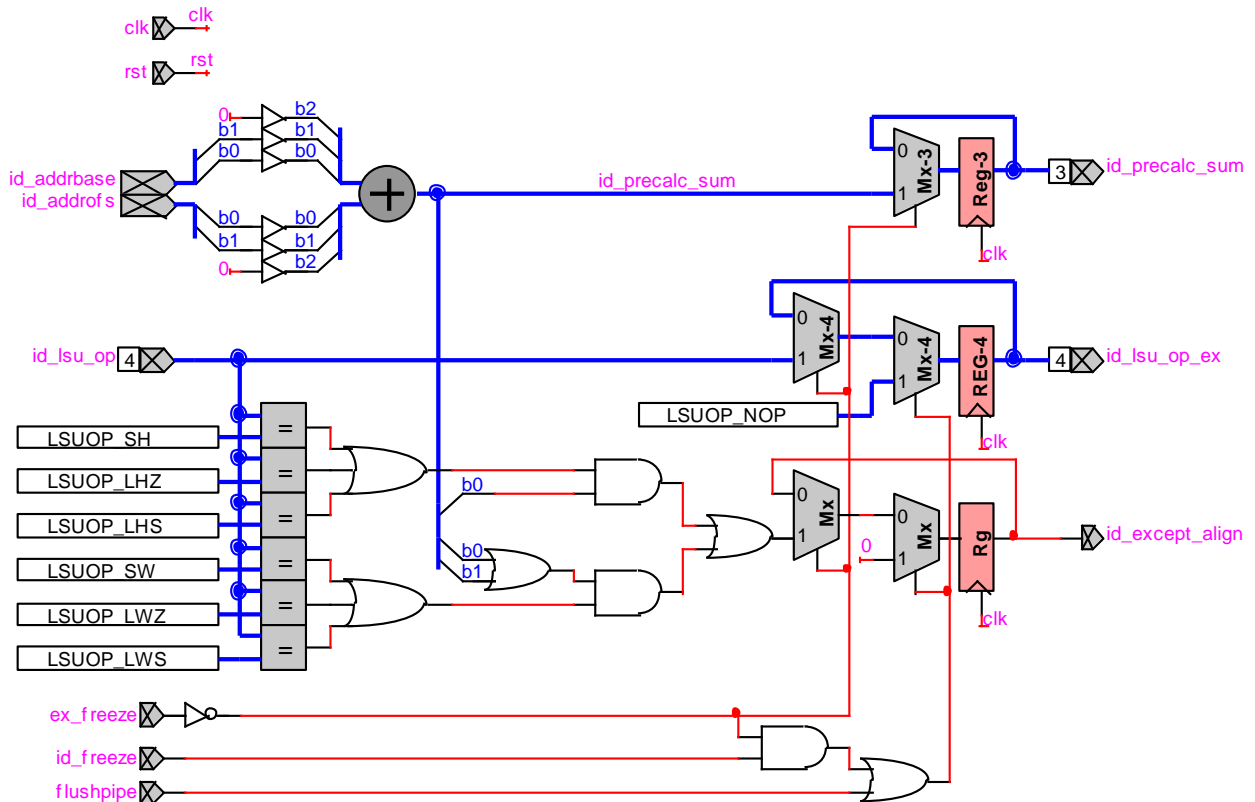 clk clk
rst rst
0 b2
b1 b1
b0 b0
id_addrbase
id_addrofs
b0 b0
b1 b1
0 b2
+
id_precalc_sum
0
1
Mx-3
Reg-3
clk
3
id_precalc_sum
id_lsu_op 4
0
1
Mx-4
0
1
Mx-4
REG-4
clk
4
id_lsu_op_ex
LSUOP_NOP
LSUOP_SH =
LSUOP_LHZ =
LSUOP_LHS =
LSUOP_SW =
LSUOP_LWZ =
LSUOP_LWS =
b0
b0
b1
0
1
Mx
0
0
1
Mx
Rg
clk
id_except_align
ex_freeze
id_freeze
flushpipe